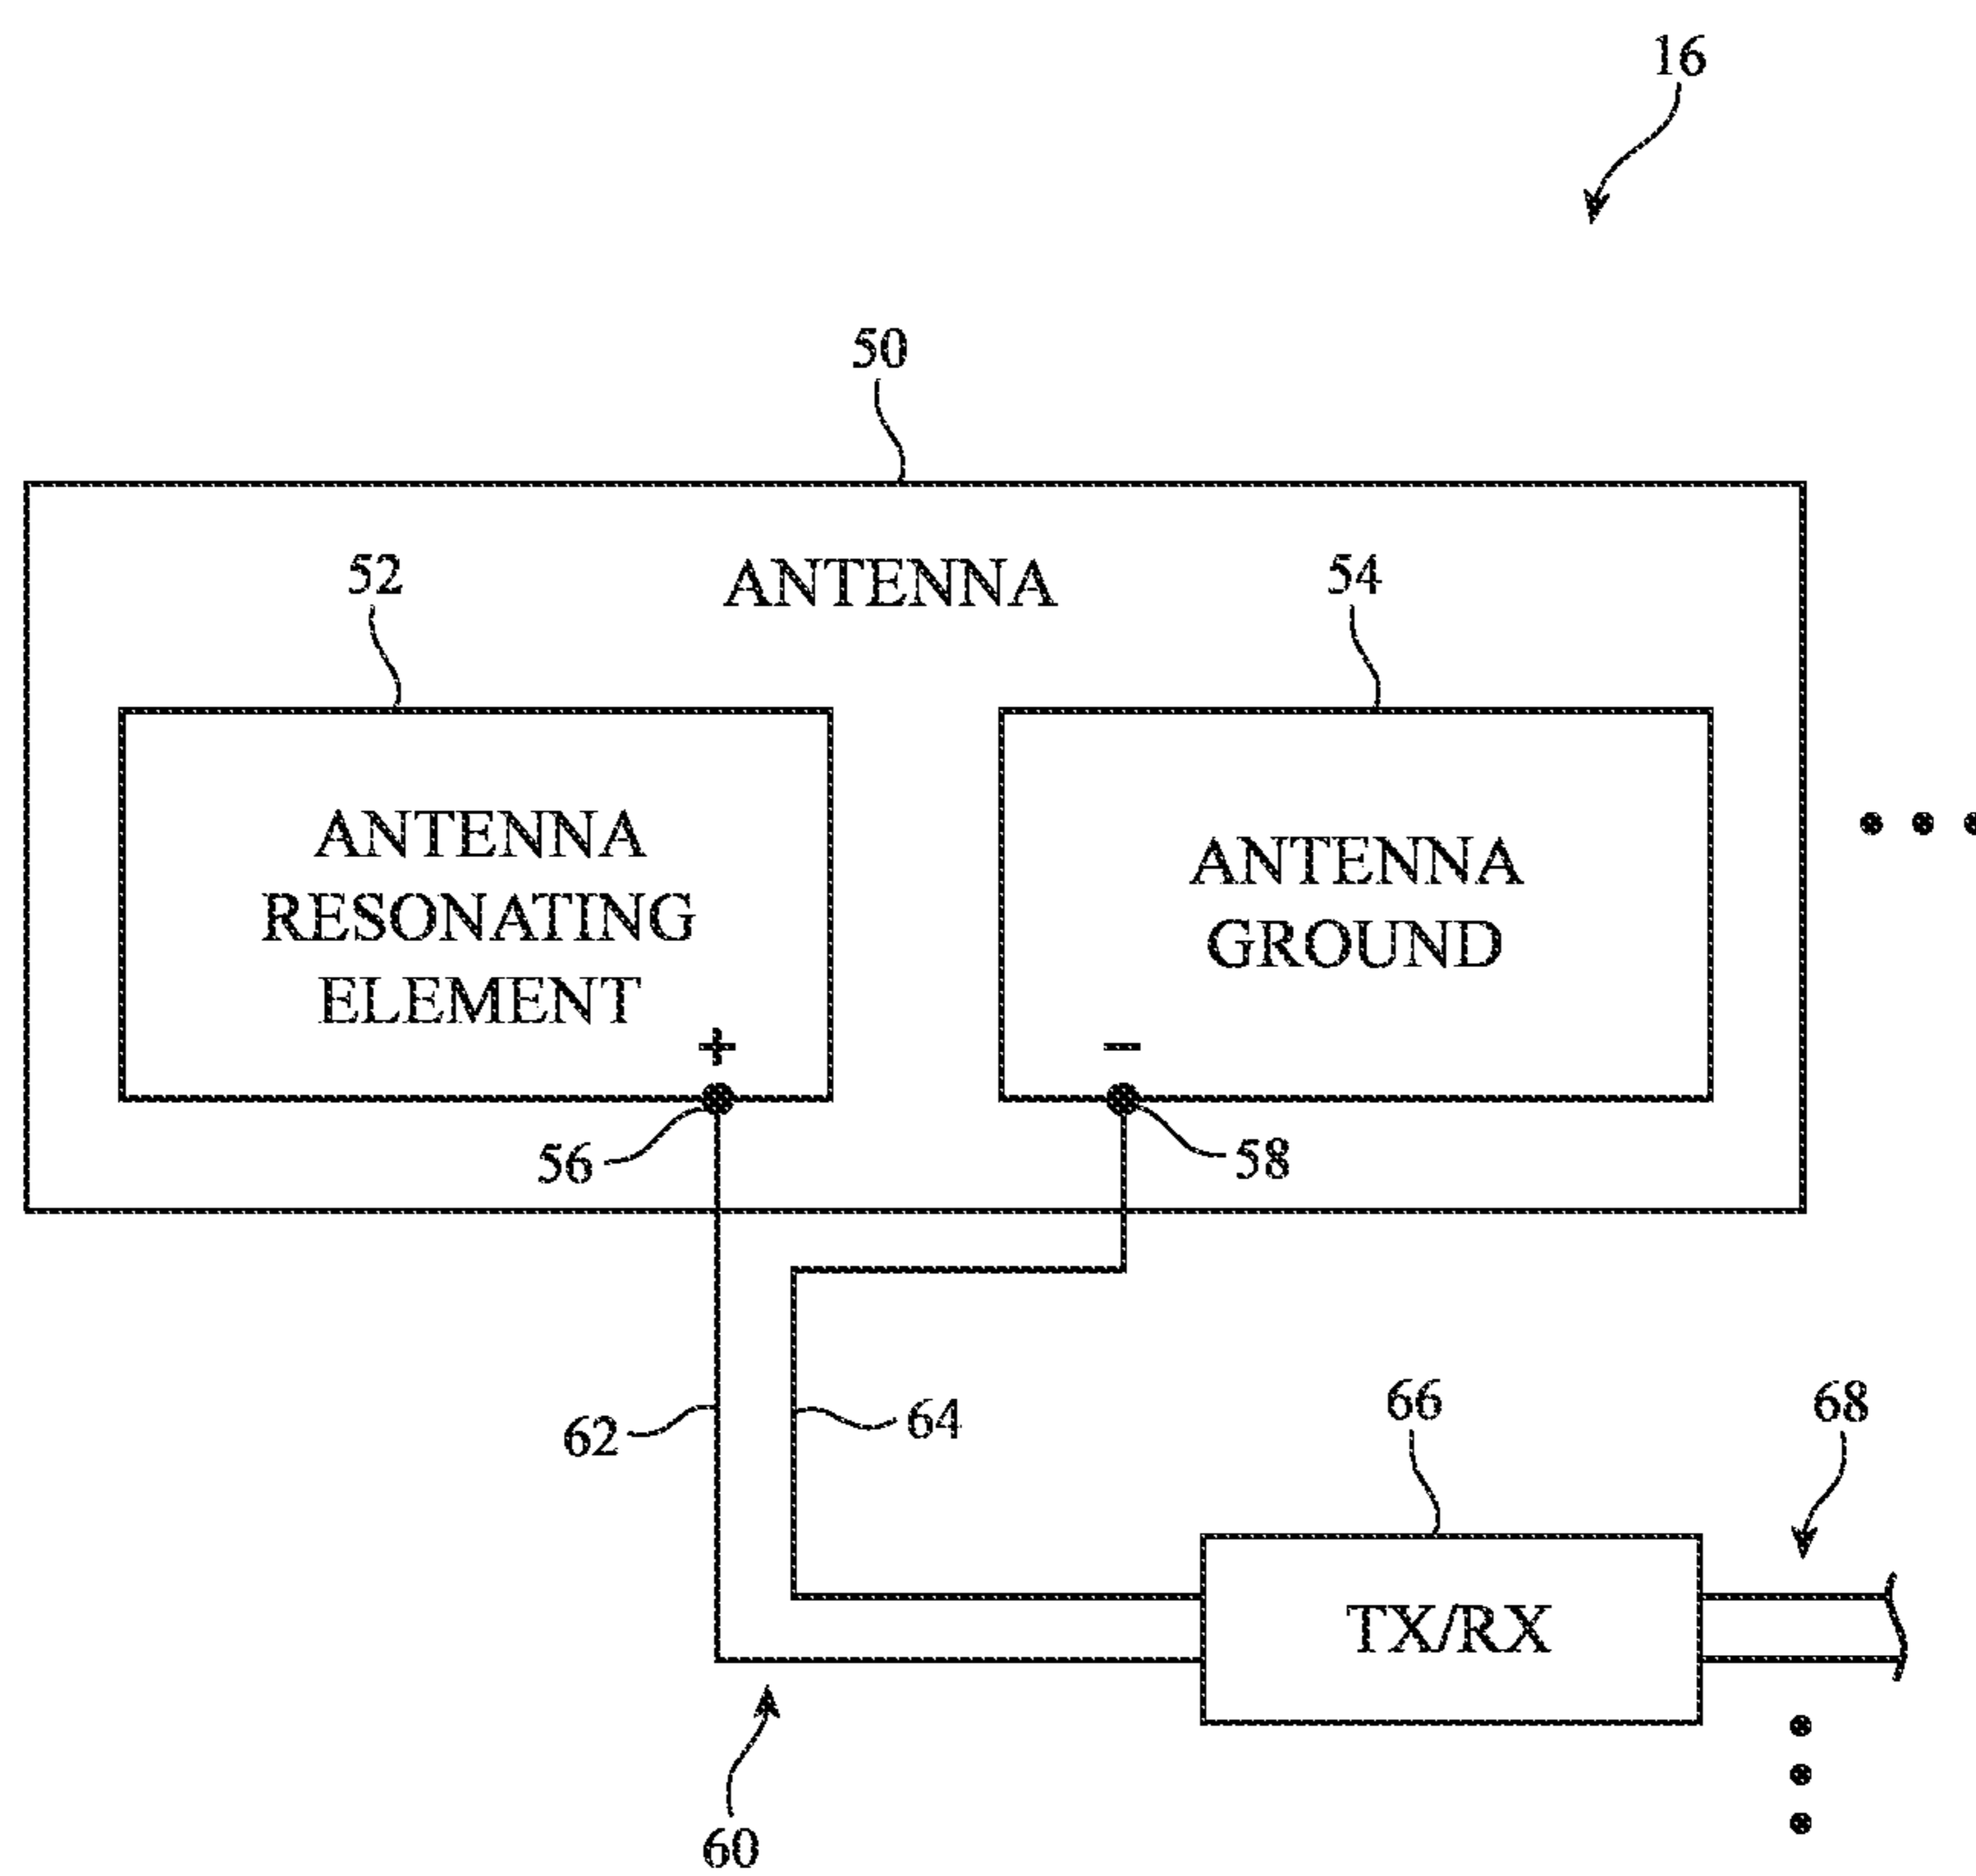 16
50
ANTENNA
52
54
ANTENNA
RESONATING
ELEMENT
+
ANTENNA
GROUND
−
56
58
62
64
66
68
TX/RX
60